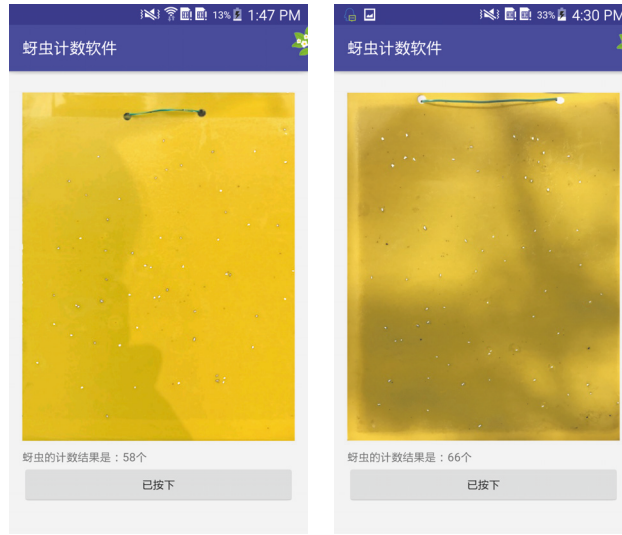 13% 1:47 PM
蚜虫计数软件
蚜虫的计数结果是：58个
已按下
33% 4:30 PM
蚜虫计数软件
蚜虫的计数结果是：66个
已按下